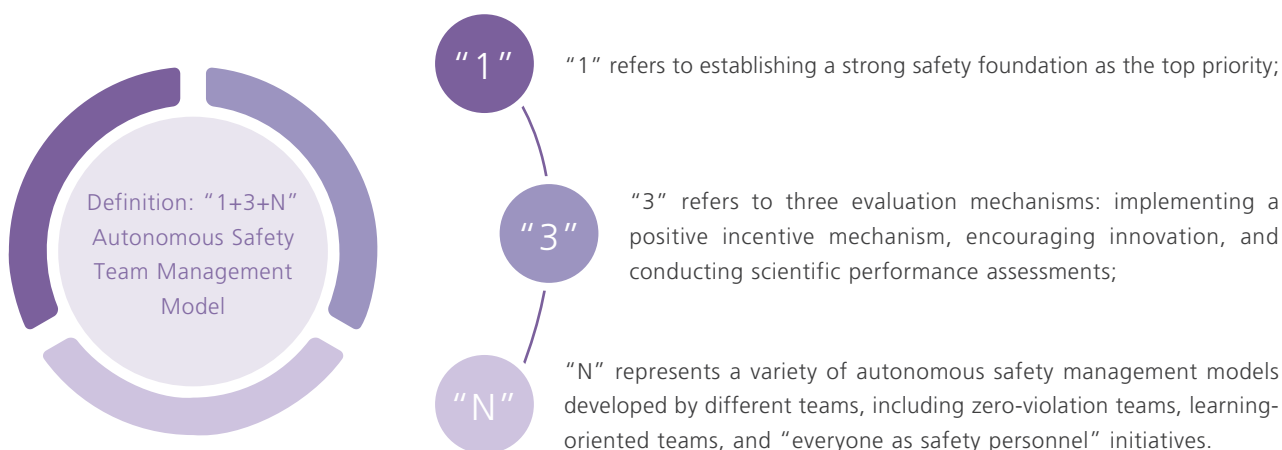 Definition: “1+3+N”
Autonomous Safety
Team Management
Model
“1”
“1” refers to establishing a strong safety foundation as the top priority;
“3”
“3” refers to three evaluation mechanisms: implementing a
positive incentive mechanism, encouraging innovation, and
conducting scientific performance assessments;
“N”
“N” represents a variety of autonomous safety management models
developed by different teams, including zero-violation teams, learning-
oriented teams, and “everyone as safety personnel” initiatives.